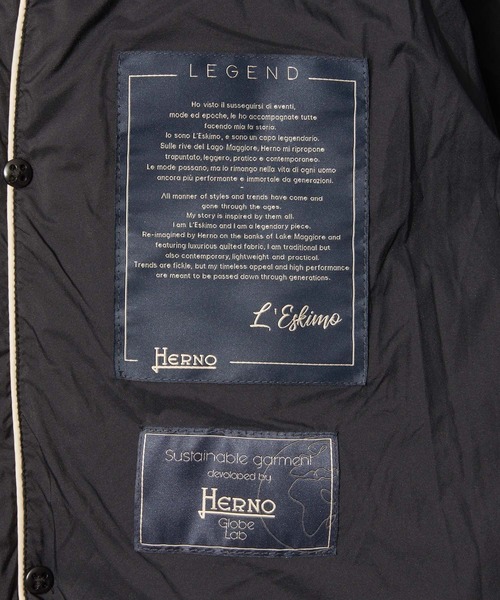 LEGEND
Ho visto il susseguirsi di eventi,
mode ed epoche, le ho accompagnate tutte
facendo mia la storia.
Io sono L'Eskimo, e sono un capo leggendario.
Sulle rive del Lago Maggiore, Herno mi ripropone
trapuntato, leggero, pratico e contemporaneo.
Le mode passano, ma io rimango nella vita di ogni uomo
ancora più performante e immortale da generazioni.
-
All manner of styles and trends have come and
gone through the ages.
My story is inspired by them all.
I am L'Eskimo and I am a legendary piece.
Re-imagined by Herno on the banks of Lake Maggiore and
featuring luxurious quilted fabric, I am traditional but
also contemporary, lightweight and practical.
Trends are fickle, but my timeless appeal and high performance
are meant to be passed down through generations.
L'Eskimo
HERNO
Sustainable garment
developed by
HERNO
Globe
Lab